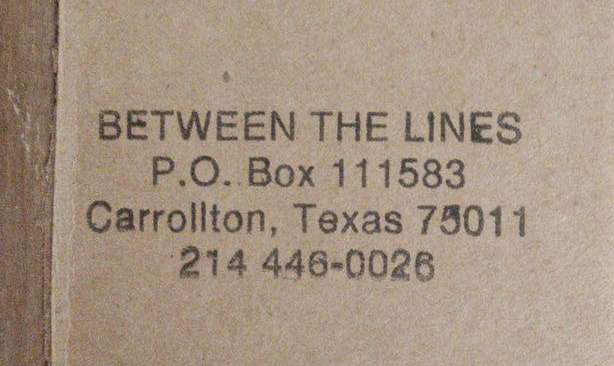 BETWEEN THE LINES
P.O. Box 111583
Carrollton, Texas 75011
214 446-0026